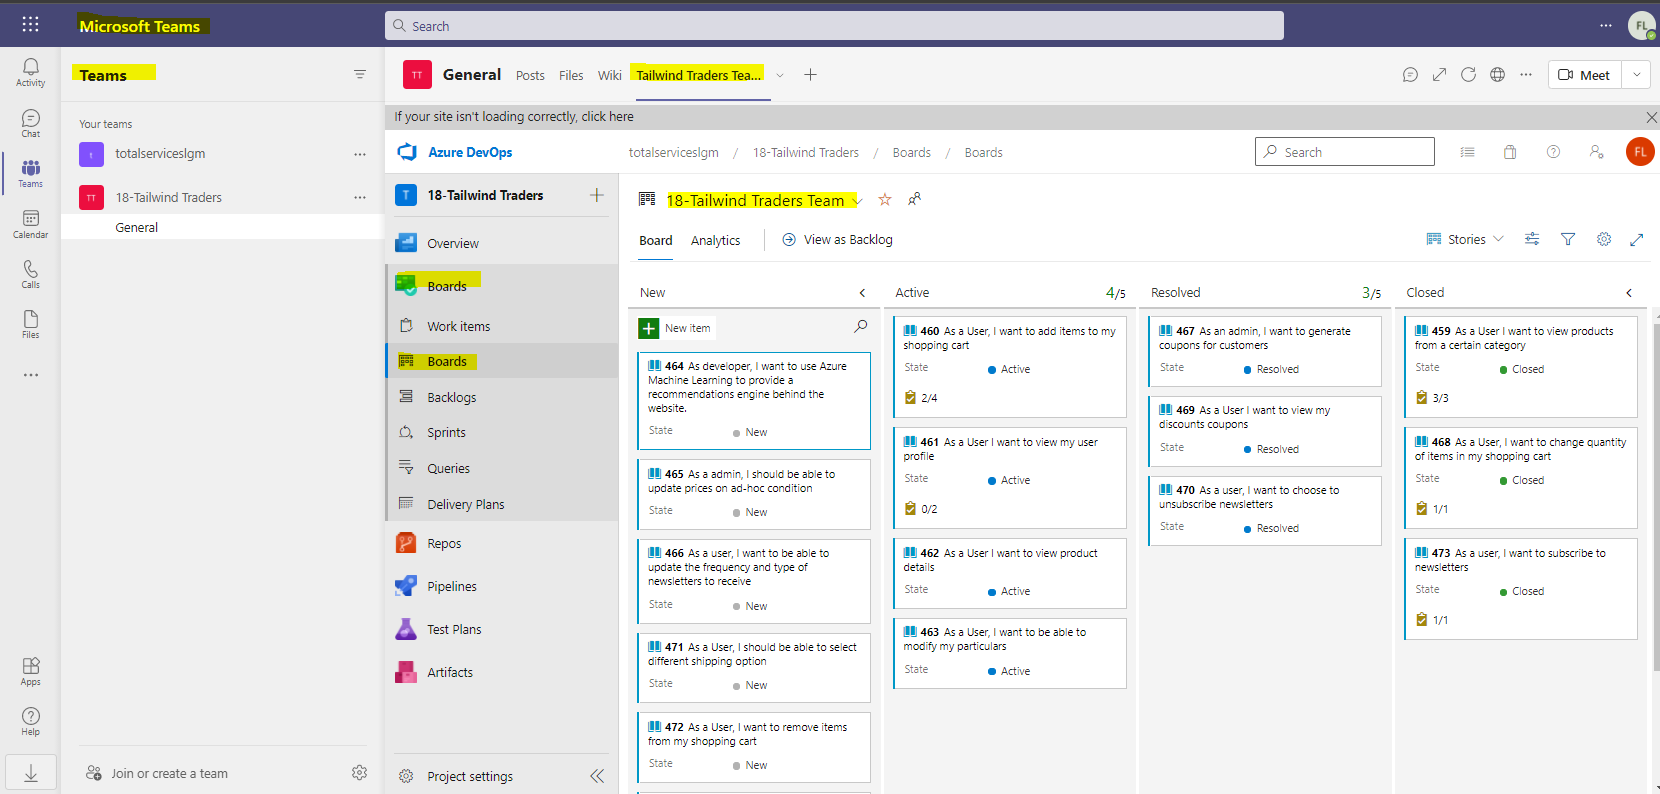 Microsoft Teams
Search
FL
Activity
Chat
Teams
Calendar
Calls
Files
Apps
Help
Teams
Your teams
t totalserviceslgm
TT 18-Tailwind Traders
General
Join or create a team
TT General Posts Files Wiki Tailwind Traders Tea...
Meet
If your site isn't loading correctly, click here
Azure DevOps
totalserviceslgm / 18-Tailwind Traders / Boards / Boards
Search
FL
T 18-Tailwind Traders
Overview
Boards
Work items
Boards
Backlogs
Sprints
Queries
Delivery Plans
Repos
Pipelines
Test Plans
Artifacts
Project settings
18-Tailwind Traders Team
Board Analytics View as Backlog
Stories
New
New item
464 As developer, I want to use Azure
Machine Learning to provide a
recommendations engine behind the
website.
State New
465 As a admin, I should be able to
update prices on ad-hoc condition
State New
466 As a user, I want to be able to
update the frequency and type of
newsletters to receive
State New
471 As a User, I should be able to select
different shipping option
State New
472 As a User, I want to remove items
from my shopping cart
State New
Active 4/5
460 As a User, I want to add items to my
shopping cart
State Active
2/4
461 As a User I want to view my user
profile
State Active
0/2
462 As a User I want to view product
details
State Active
463 As a User, I want to be able to
modify my particulars
State Active
Resolved 3/5
467 As an admin, I want to generate
coupons for customers
State Resolved
469 As a User I want to view my
discounts coupons
State Resolved
470 As a user, I want to choose to
unsubscribe newsletters
State Resolved
Closed
459 As a User I want to view products
from a certain category
State Closed
3/3
468 As a User, I want to change quantity
of items in my shopping cart
State Closed
1/1
473 As a user, I want to subscribe to
newsletters
State Closed
1/1